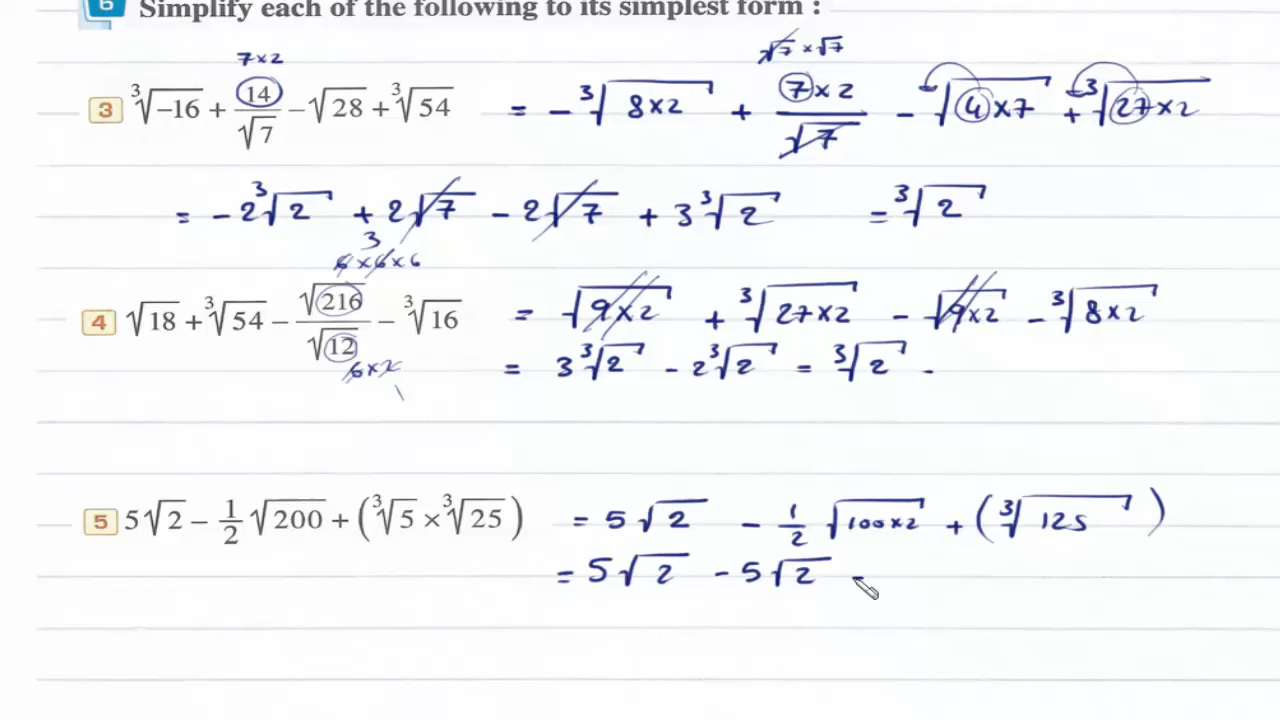 6 Simplify each of the following to its simplest form :
7×2
√7 × √7
3 ∛-16 + 14/√7 − √28 + ∛54 = − ∛8×2 + 7×2/√7 − √4×7 + ∛27×2
= −2∛2 + 2√7 − 2√7 + 3∛2 = ∛2
3
6×6×6
4 √18 + ∛54 − √216/√12 − ∛16 = √9×2 + ∛27×2 − √9×2 − ∛8×2
6×2
1
= 3∛2 − 2∛2 = ∛2 .
5 5√2 − 1/2 √200 + (∛5 × ∛25) = 5√2 − 1/2 √100×2 + (∛125)
= 5√2 − 5√2